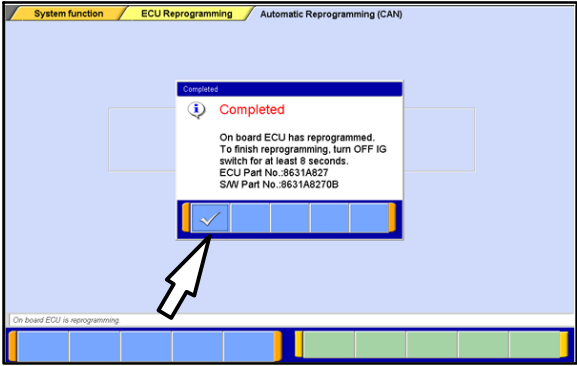 System function ECU Reprogramming Automatic Reprogramming (CAN)
Completed
Completed
On board ECU has reprogrammed.
To finish reprogramming, turn OFF IG
switch for at least 8 seconds.
ECU Part No.:8631A827
S/W Part No.:8631A8270B
On board ECU is reprogramming.